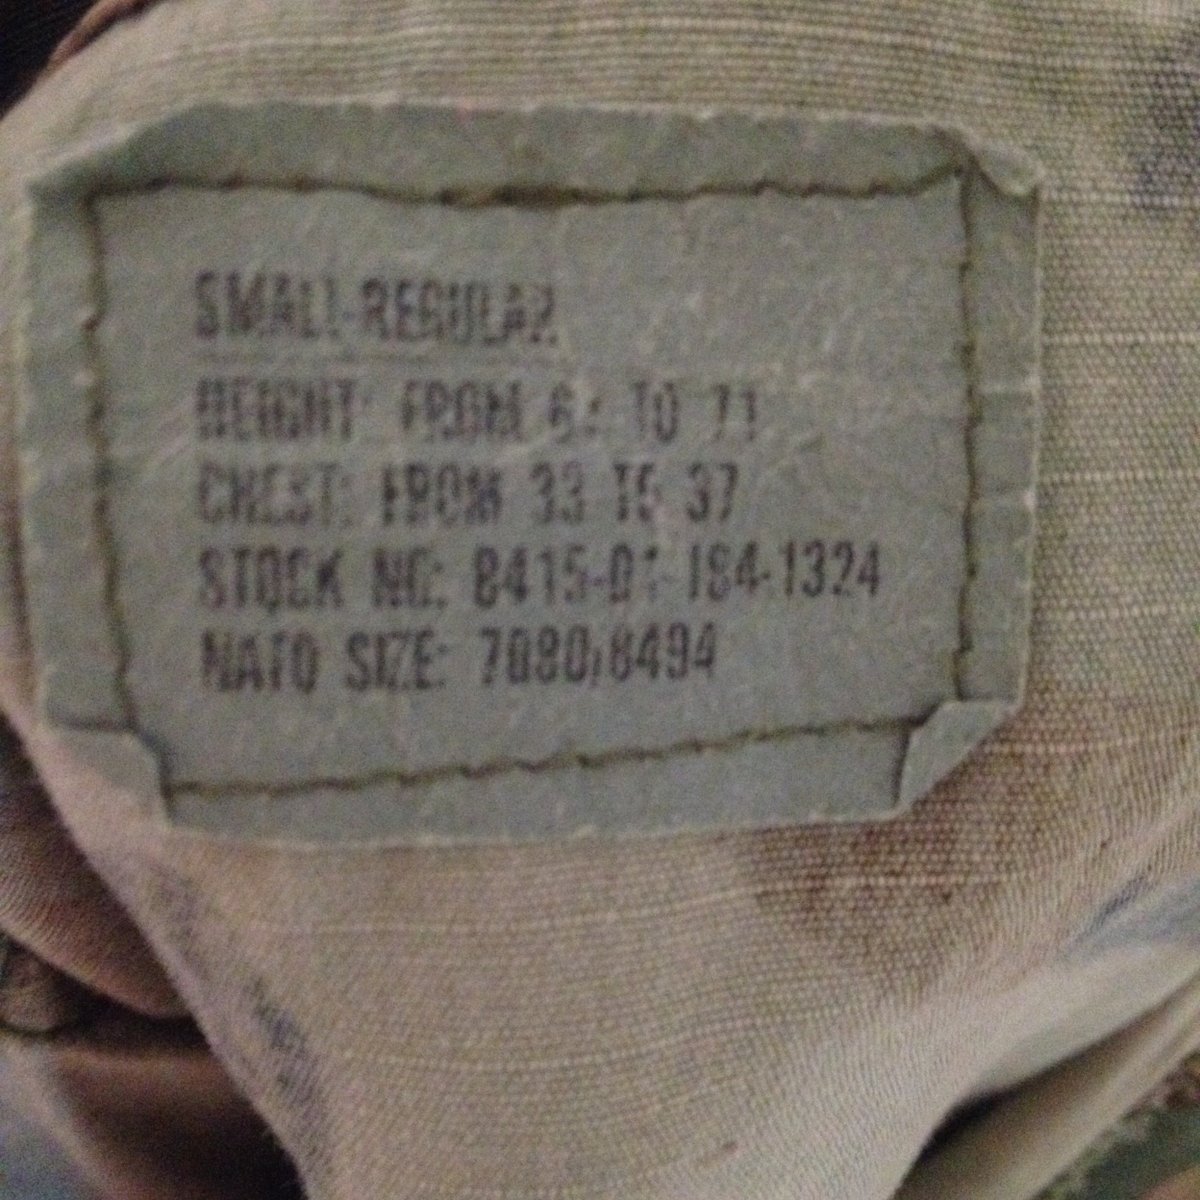 SMALL-REGULAR
HEIGHT: FROM TO 71
CHEST: FROM 33 TO 37
STOCK NO: 8415-01-184-1324
NATO SIZE: 7080/8494